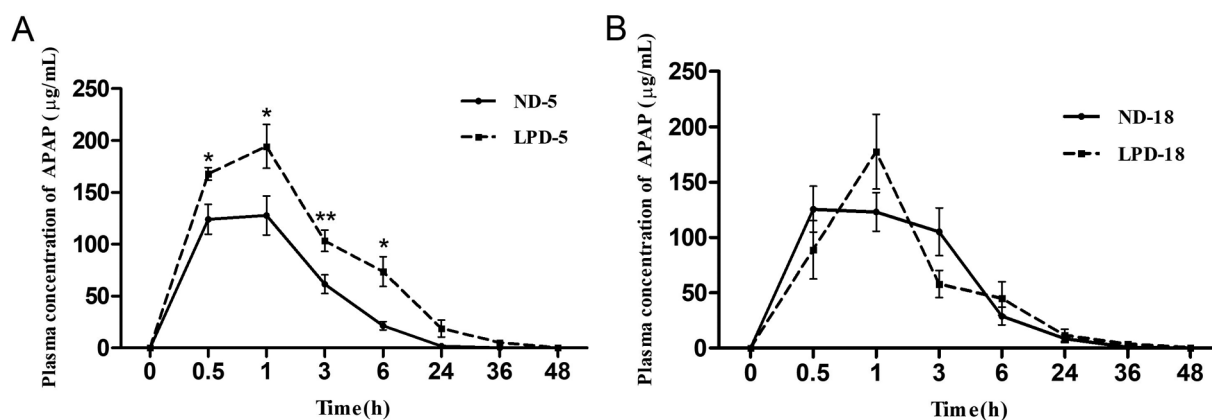 A
Plasma concentration of APAP (μg/mL)
250
200
150
100
50
0
*
*
**
*
ND-5
LPD-5
0 0.5 1 3 6 24 36 48
Time(h)
B
Plasma concentration of APAP (μg/mL)
250
200
150
100
50
0
ND-18
LPD-18
0 0.5 1 3 6 24 36 48
Time(h)